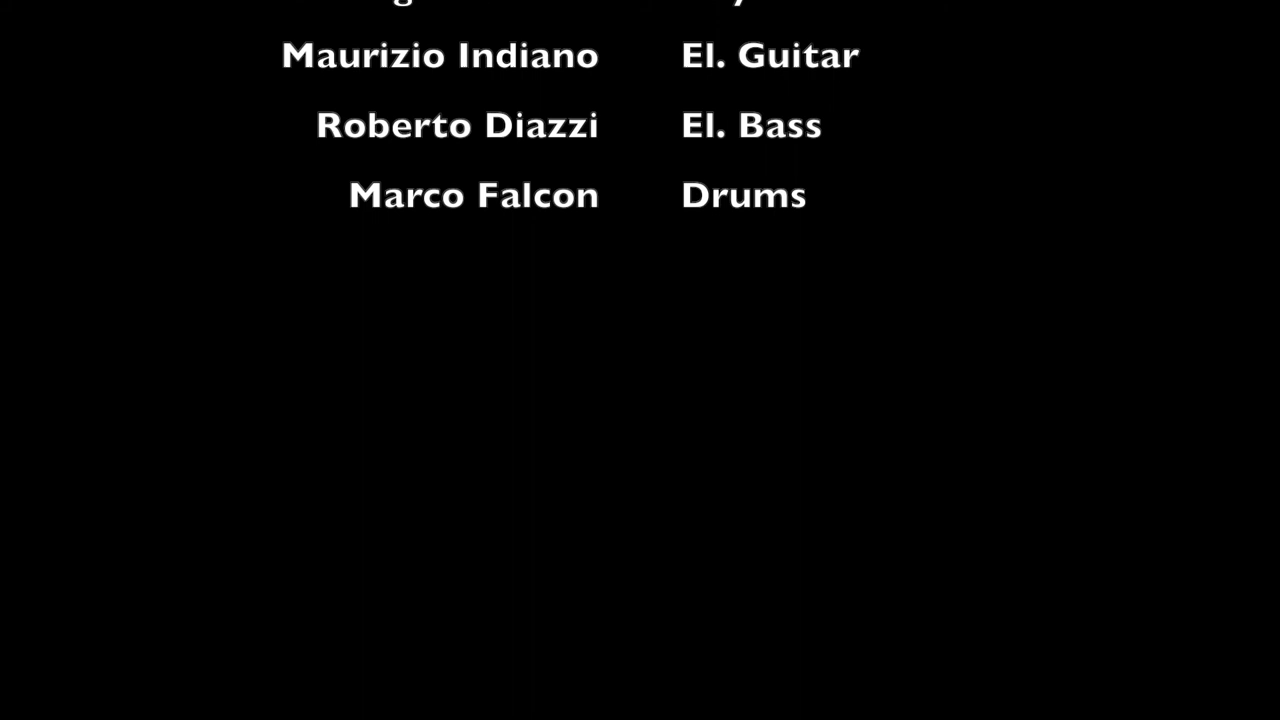 Maurizio Indiano El. Guitar
Roberto Diazzi El. Bass
Marco Falcon Drums